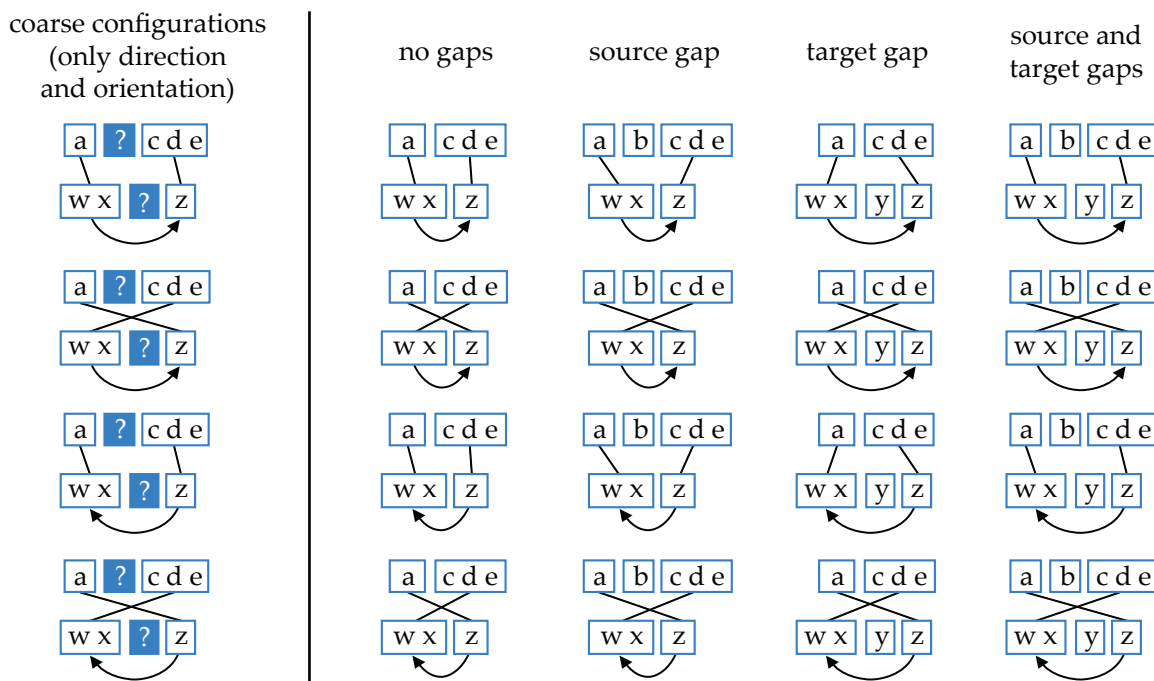 coarse configurations
(only direction
and orientation)
no gaps
source gap
target gap
source and
target gaps
a ? c d e
a c d e
a b c d e
a c d e
a b c d e
w x ? z
w x z
w x z
w x y z
w x y z
a ? c d e
a c d e
a b c d e
a c d e
a b c d e
w x ? z
w x z
w x z
w x y z
w x y z
a ? c d e
a c d e
a b c d e
a c d e
a b c d e
w x ? z
w x z
w x z
w x y z
w x y z
a ? c d e
a c d e
a b c d e
a c d e
a b c d e
w x ? z
w x z
w x z
w x y z
w x y z